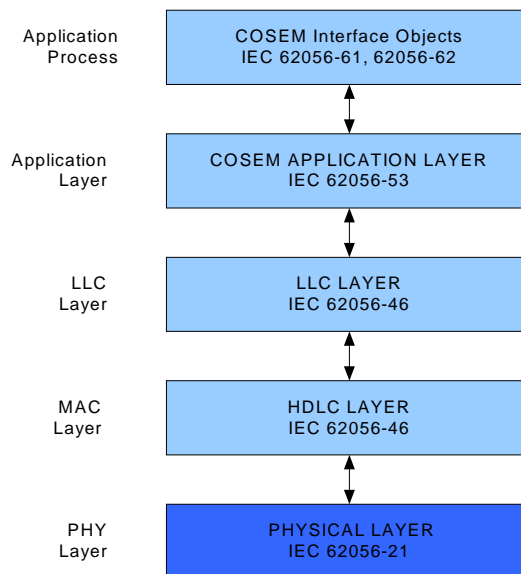 Application
Process
COSEM Interface Objects
IEC 62056-61, 62056-62
Application
Layer
COSEM APPLICATION LAYER
IEC 62056-53
LLC
Layer
LLC LAYER
IEC 62056-46
MAC
Layer
HDLC LAYER
IEC 62056-46
PHY
Layer
PHYSICAL LAYER
IEC 62056-21